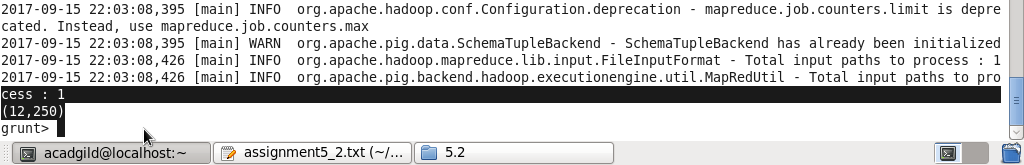 2017-09-15 22:03:08,395 [main] INFO  org.apache.hadoop.conf.Configuration.deprecation - mapreduce.job.counters.limit is depre
cated. Instead, use mapreduce.job.counters.max
2017-09-15 22:03:08,395 [main] WARN  org.apache.pig.data.SchemaTupleBackend - SchemaTupleBackend has already been initialized
2017-09-15 22:03:08,426 [main] INFO  org.apache.hadoop.mapreduce.lib.input.FileInputFormat - Total input paths to process : 1
2017-09-15 22:03:08,426 [main] INFO  org.apache.pig.backend.hadoop.executionengine.util.MapRedUtil - Total input paths to pro
cess : 1
(12,250)
grunt>
acadgild@localhost:~ assignment5_2.txt (~/... 5.2